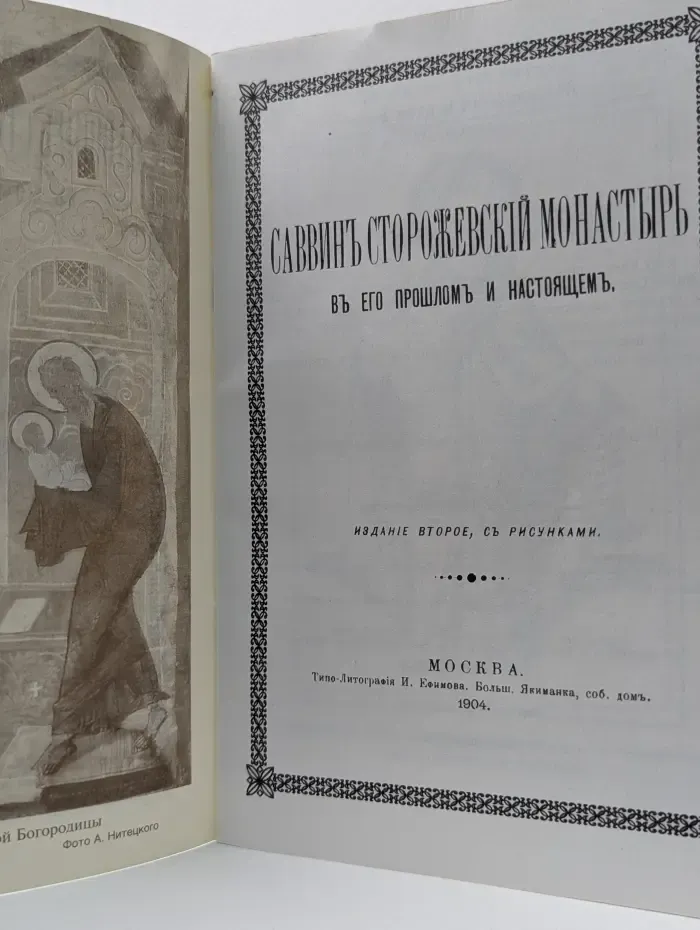 ой Богородицы
Фото А. Нитецкого
САВВИНЪ СТОРОЖЕВСКІЙ МОНАСТЫРЬ
ВЪ ЕГО ПРОШЛОМЪ И НАСТОЯЩЕМЪ.
ИЗДАНІЕ ВТОРОЕ, СЪ РИСУНКАМИ.
МОСКВА.
Типо-Литографія И. Ефимова. Больш. Якиманка, соб. домъ.
1904.